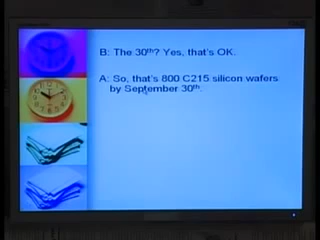 B: The 30th? Yes, that's OK.
A: So, that's 800 C215 silicon wafers
by September 30th.